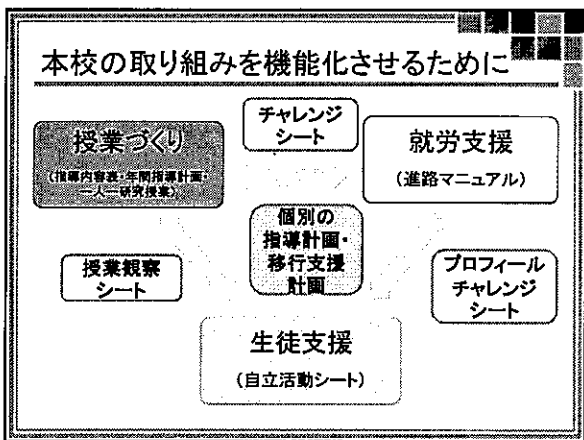 本校の取り組みを機能化させるために
チャレンジ
シート
授業づくり
(指導内容表・年間指導計画・
一人一研究授業)
就労支援
(進路マニュアル)
個別の
指導計画・
移行支援
計画
授業観察
シート
プロフィール
チャレンジ
シート
生徒支援
(自立活動シート)